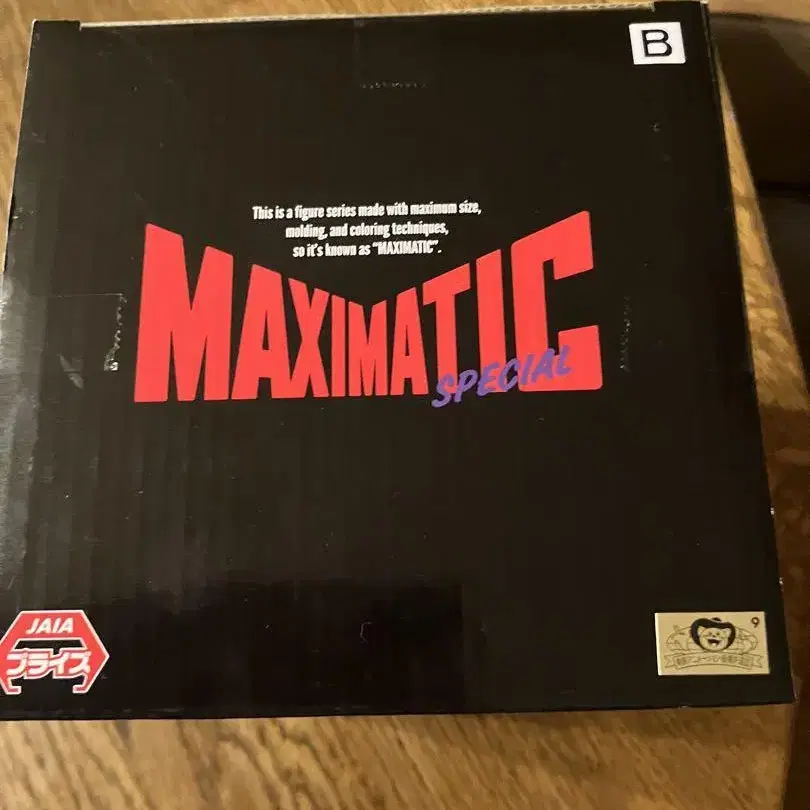 B
This is a figure series made with maximum size,
molding, and coloring techniques,
so it's known as "MAXIMATIC".
MAXIMATIC
SPECIAL
JAIA
プライズ
9